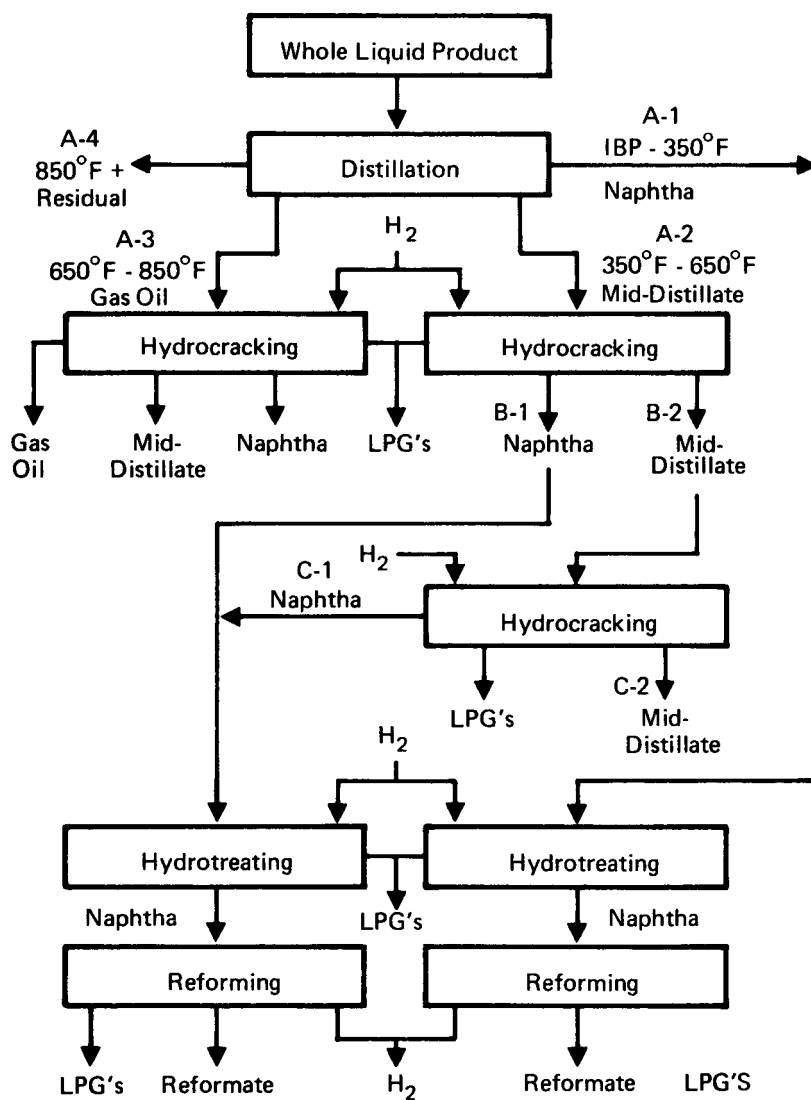 Whole Liquid Product
A-4
850°F +
Residual
Distillation
A-1
IBP - 350°F
Naphtha
A-3
650°F - 850°F
Gas Oil
H2
A-2
350°F - 650°F
Mid-Distillate
Hydrocracking
Hydrocracking
Gas
Oil
Mid-
Distillate
Naphtha
LPG's
B-1
Naphtha
B-2
Mid-
Distillate
H2
C-1
Naphtha
Hydrocracking
LPG's
C-2
Mid-
Distillate
H2
Hydrotreating
Hydrotreating
Naphtha
LPG's
Naphtha
Reforming
Reforming
LPG's
Reformate
H2
Reformate
LPG'S